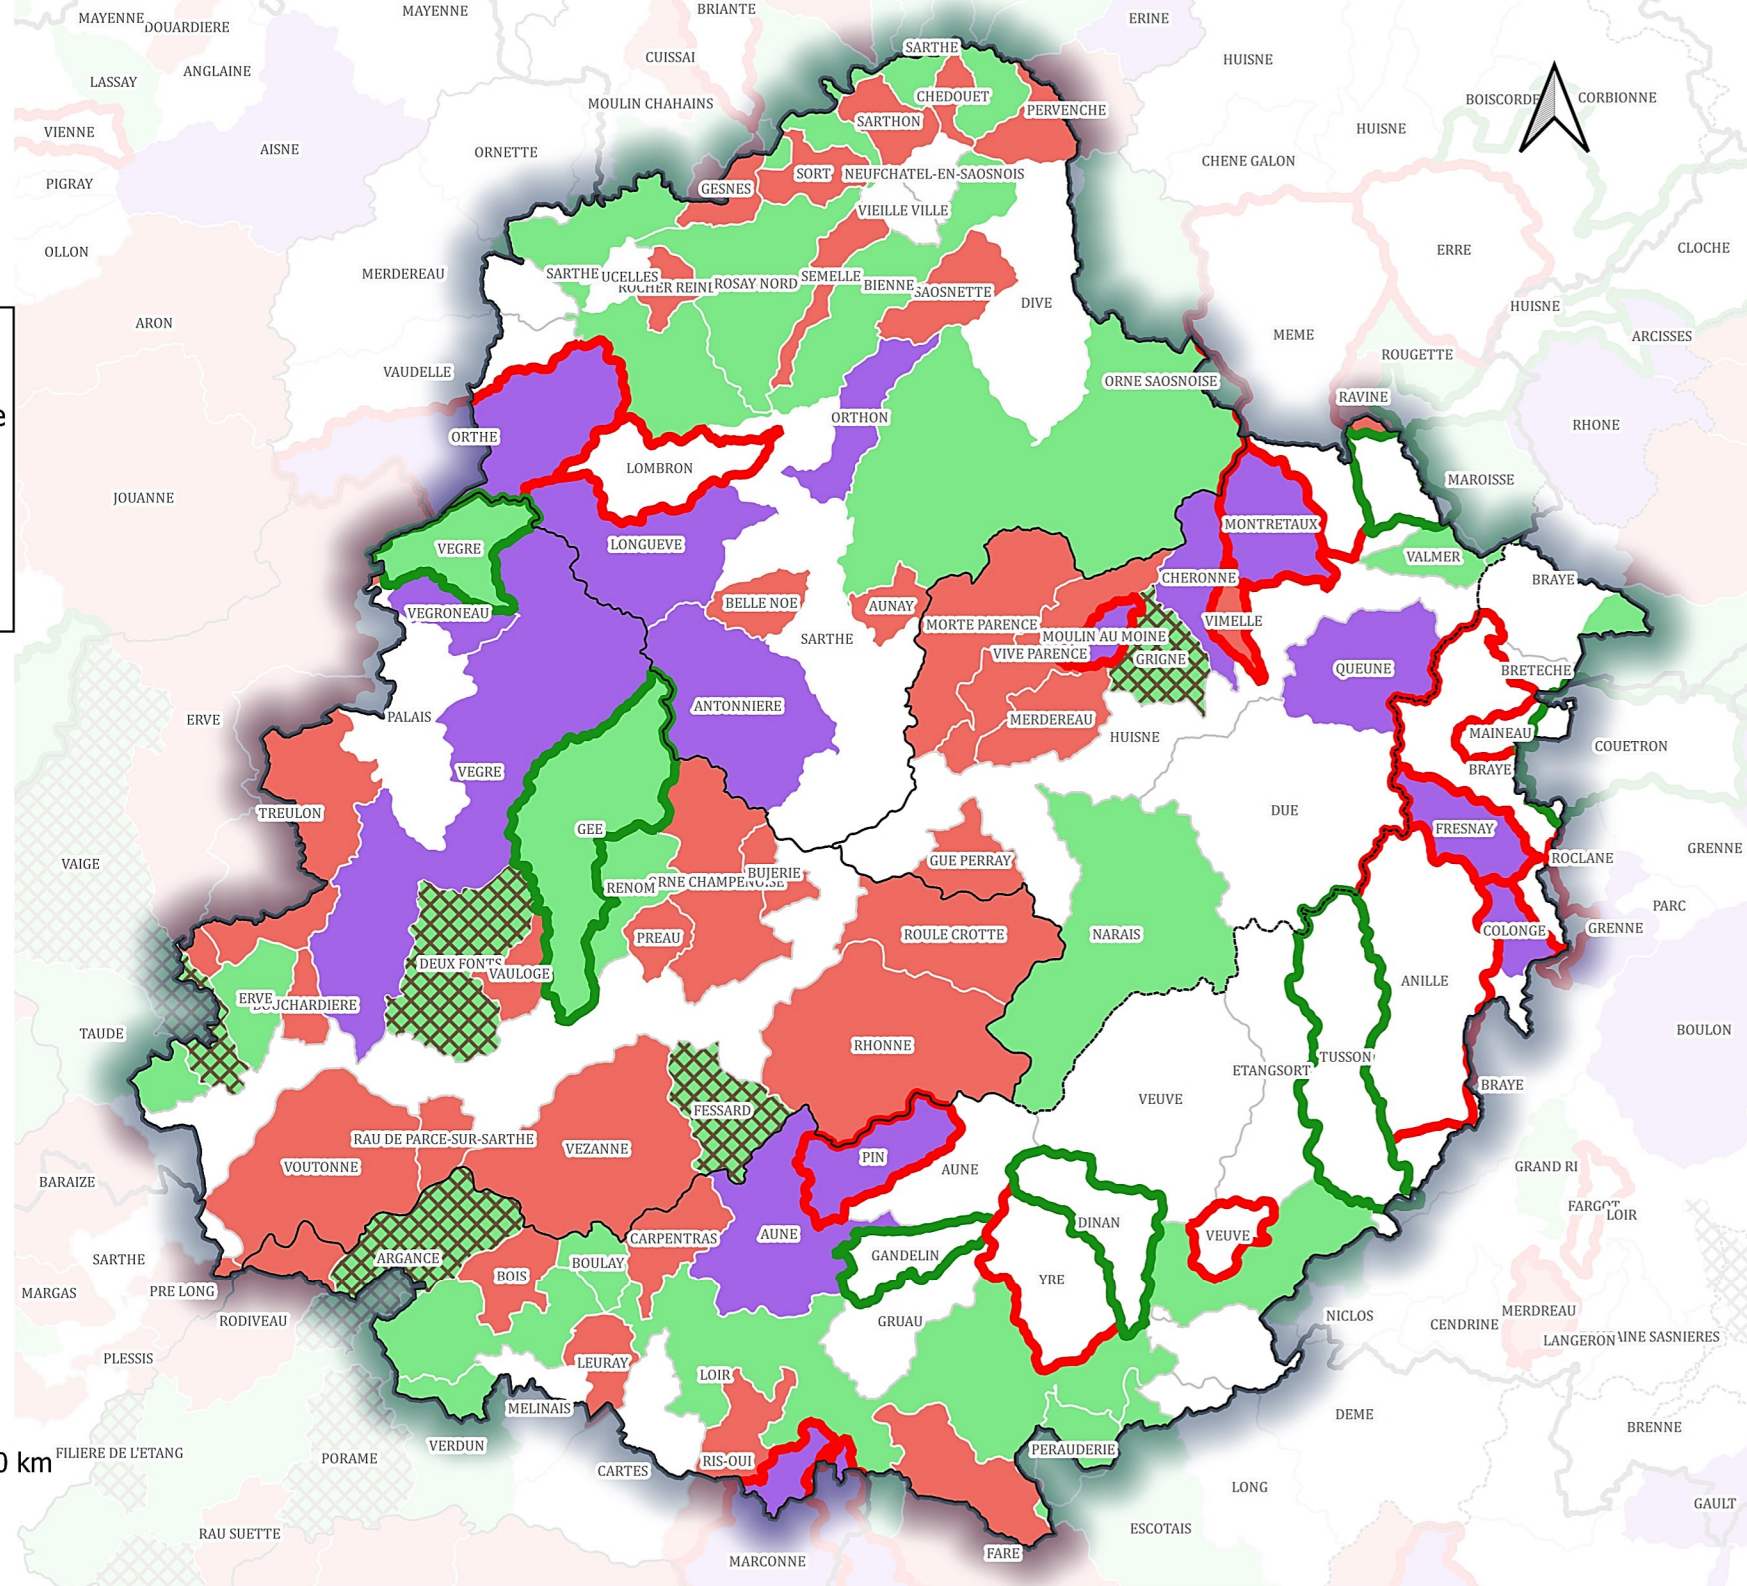 MAYENNE
DOUARDIERE
MAYENNE
BRIANTE
ERINE
LASSAY
ANGLAINE
CUISSAI
SARTHE
HUISNE
MOULIN CHAHAINS
CHEDOUET
PERVENCHE
CORBIONNE
VIENNE
AISNE
ORNETTE
SARTHON
HUISNE
CHENE GALON
PIGRAY
GESNES
SORT
NEUFCHATEL-EN-SAOSNOIS
VIEILLE VILLE
OLLON
MERDEREAU
SARTHE
SEMELLE
ROSAY NORD
BIENNE
SAOSNETTE
DIVE
ERRE
CLOCHE
HUISNE
ARON
MEME
ARCISSES
VAUDELLE
ROUGETTE
ORNE SAOSNOISE
RAVINE
ORTHE
ORTHON
RHONE
LOMBRON
JOUANNE
MAROISSE
MONTRETAUX
VEGRE
LONGUEVE
VALMER
CHERONNE
BRAYE
VEGRONEAU
BELLE NOE
AUNAY
SARTHE
MORTE PARENCE
VIMELLE
MOULIN AU MOINE
VIVE PARENCE
GRIGNE
QUEUNE
BRETECHE
ERVE
PALAIS
ANTONNIERE
MERDEREAU
HUISNE
MAINEAU
COUETRON
VEGRE
BRAYE
TREULON
GEE
DUE
FRESNAY
GRENNE
VAIGE
GUE PERRAY
ROCLANE
RENOM
BUJERIE
PREAU
ROULE CROTTE
NARAIS
PARC
GRENNE
COLONGE
DEUX FONTS
VAULOGE
ANILLE
ERVE
TAUDE
RHONNE
BOULON
TUSSON
ETANGSORT
BRAYE
VEUVE
FESSARD
RAU DE PARCE-SUR-SARTHE
VEZANNE
PIN
AUNE
VOUTONNE
GRAND RI
BARAIZE
FARGOT
LOIR
DINAN
AUNE
CARPENTRAS
VEUVE
SARTHE
ARGANCE
BOULAY
GANDELIN
BOIS
YRE
MARGAS
PRE LONG
RODIVEAU
GRUAU
NICLOS
CENDRINE
MERDREAU
LANGERON
PLESSIS
LEURAY
LOIR
MELINAIS
DEME
BRENNE
VERDUN
PERAUDERIE
FILIERE DE L'ETANG
PORAME
CARTES
RIS-OUI
0 km
LONG
GAULT
RAU SUETTE
ESCOTAIS
MARCONNE
FARE